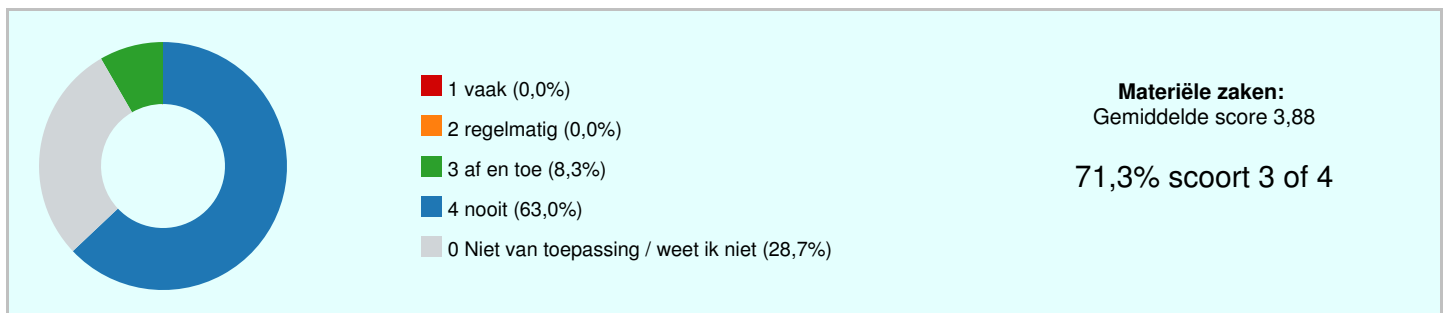 1 vaak (0,0%)
2 regelmatig (0,0%)
3 af en toe (8,3%)
4 nooit (63,0%)
0 Niet van toepassing / weet ik niet (28,7%)
Materiële zaken:
Gemiddelde score 3,88
71,3% scoort 3 of 4